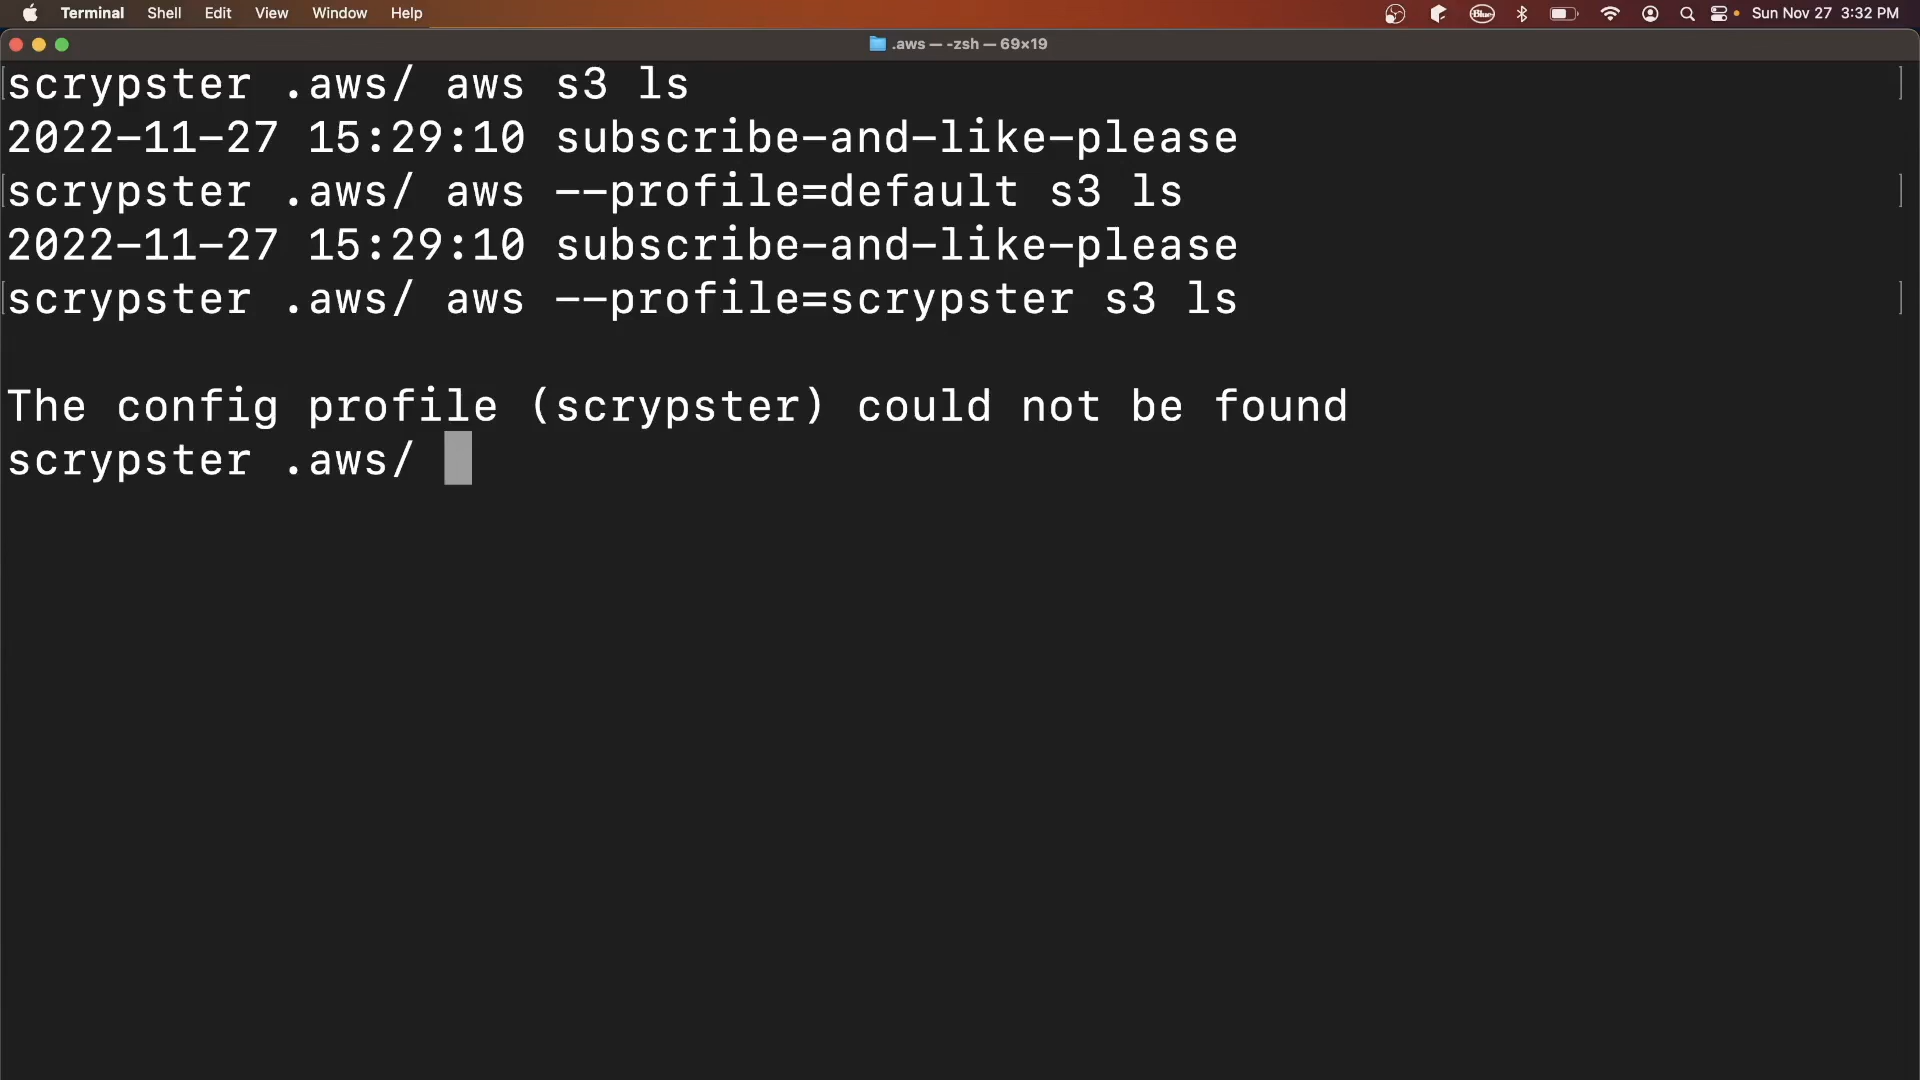 Terminal Shell Edit View Window Help Blue Sun Nov 27 3:32 PM
.aws — -zsh — 69×19
scrypster .aws/ aws s3 ls
2022-11-27 15:29:10 subscribe-and-like-please
scrypster .aws/ aws --profile=default s3 ls
2022-11-27 15:29:10 subscribe-and-like-please
scrypster .aws/ aws --profile=scrypster s3 ls
The config profile (scrypster) could not be found
scrypster .aws/